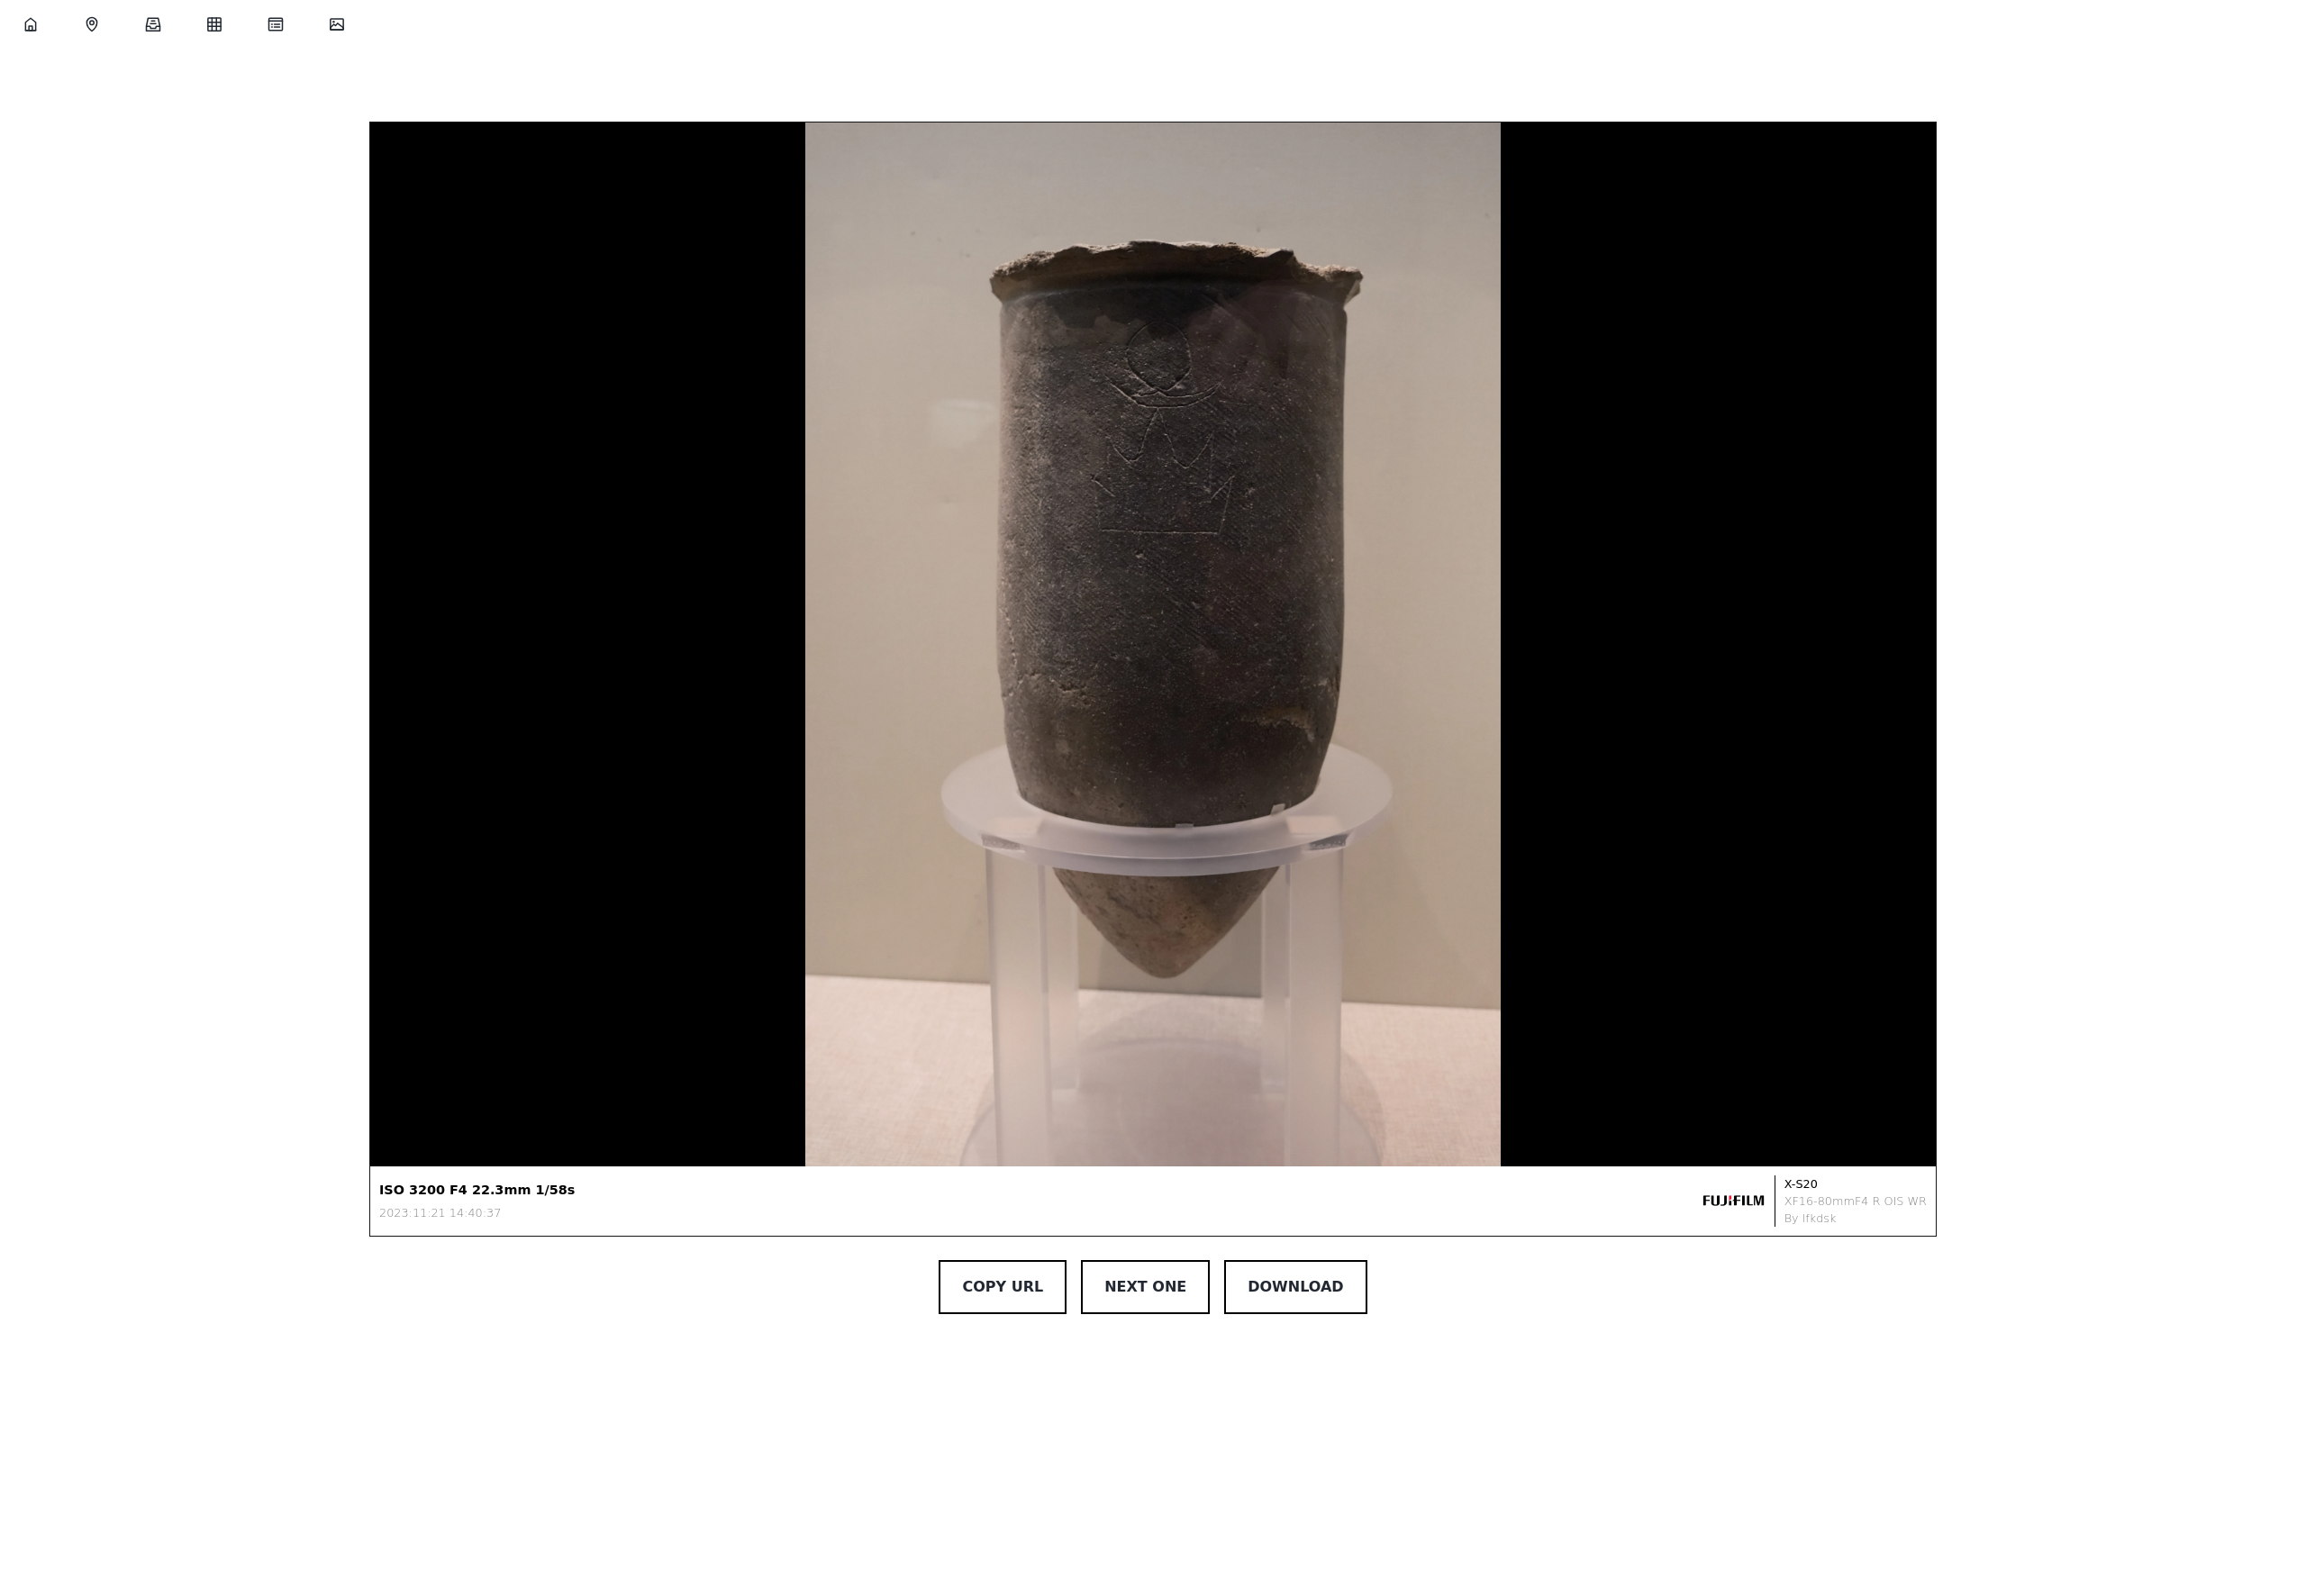 ISO 3200 F4 22.3mm 1/58s
2023:11:21 14:40:37
FUJIFILM
X-S20
XF16-80mmF4 R OIS WR
By lfkdsk
COPY URL
NEXT ONE
DOWNLOAD